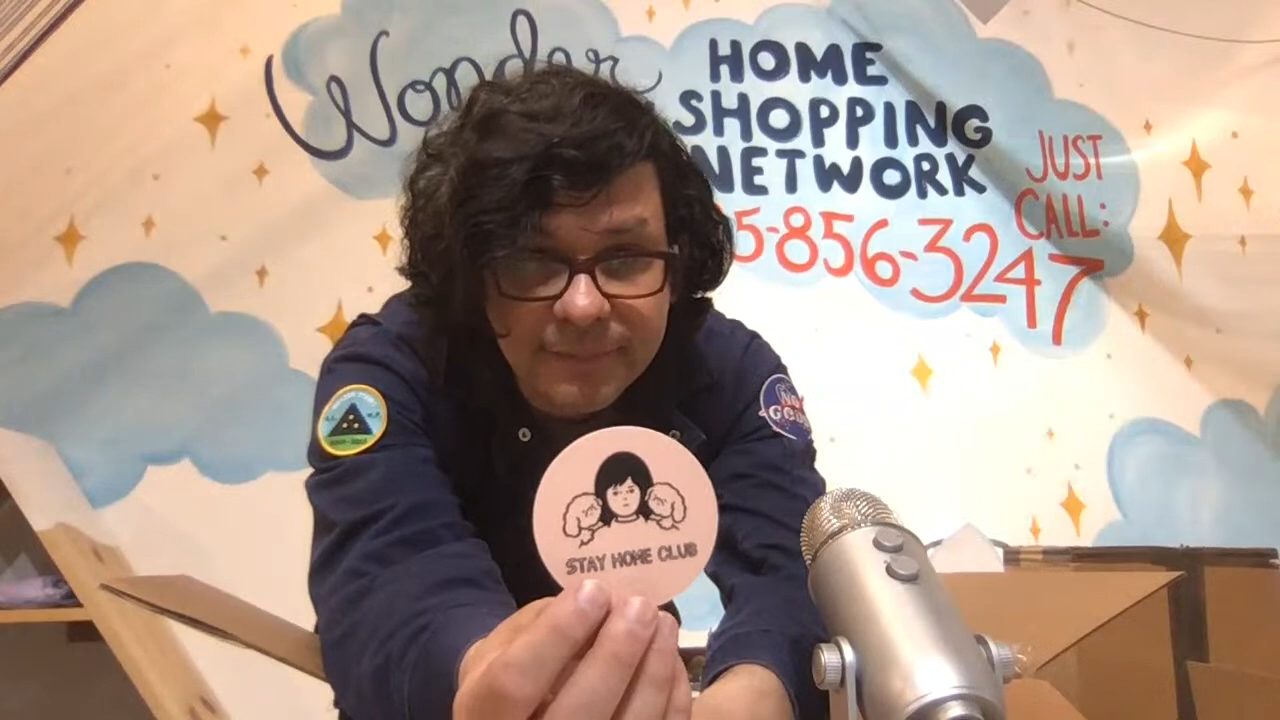 Wonder
HOME
SHOPPING
NETWORK
JUST
CALL:
5-856-3247
STAY HOME CLUB